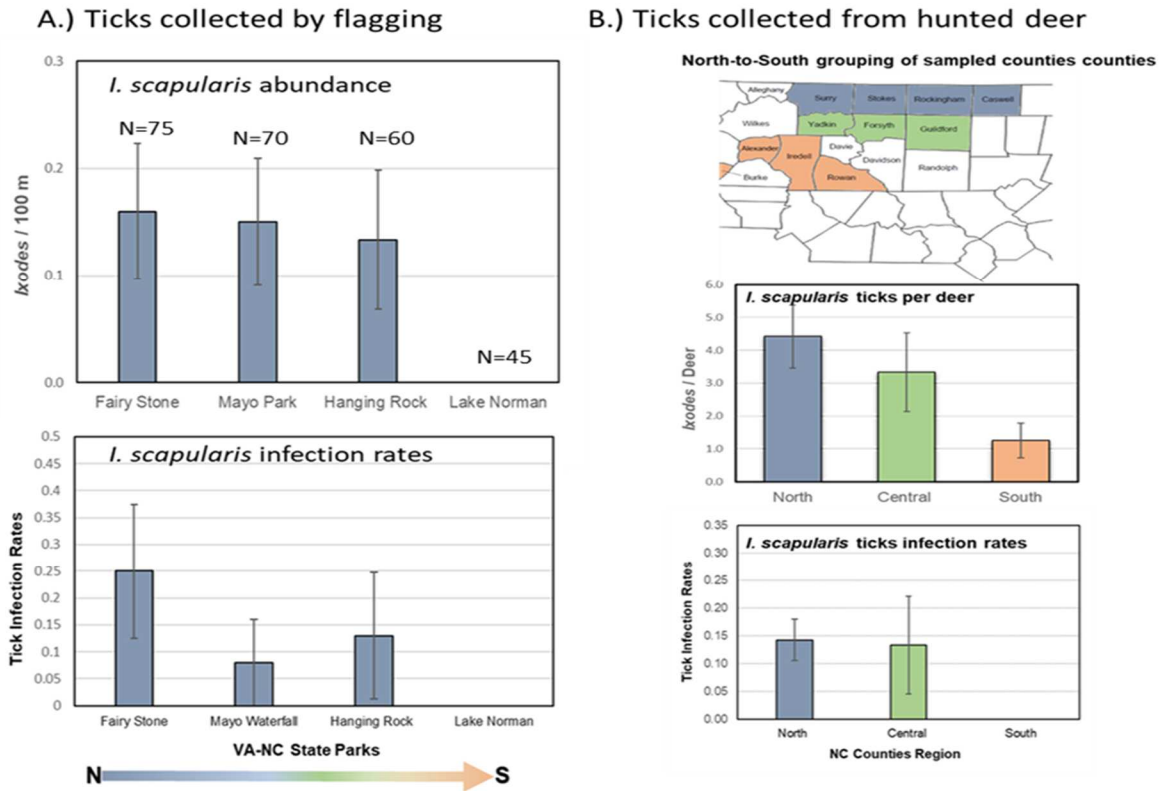 A.) Ticks collected by flagging
I. scapularis abundance
N=75
N=70
N=60
N=45
0.3
0.2
0.1
0.0
Ixodes / 100 m
Fairy Stone
Mayo Park
Hanging Rock
Lake Norman
I. scapularis infection rates
0.5
0.45
0.4
0.35
0.3
0.25
0.2
0.15
0.1
0.05
0
Tick Infection Rates
Fairy Stone
Mayo Waterfall
Hanging Rock
Lake Norman
VA-NC State Parks
N
S
B.) Ticks collected from hunted deer
North-to-South grouping of sampled counties counties
Alleghany
Surry
Stokes
Rockingham
Caswell
Wilkes
Yadkin
Forsyth
Guildford
Alexander
Iredell
Davie
Davidson
Randolph
Burke
Rowan
I. scapularis ticks per deer
6.0
5.0
4.0
3.0
2.0
1.0
0.0
Ixodes / Deer
North
Central
South
I. scapularis ticks infection rates
0.35
0.30
0.25
0.20
0.15
0.10
0.05
0.00
Tick Infection Rates
North
Central
South
NC Counties Region